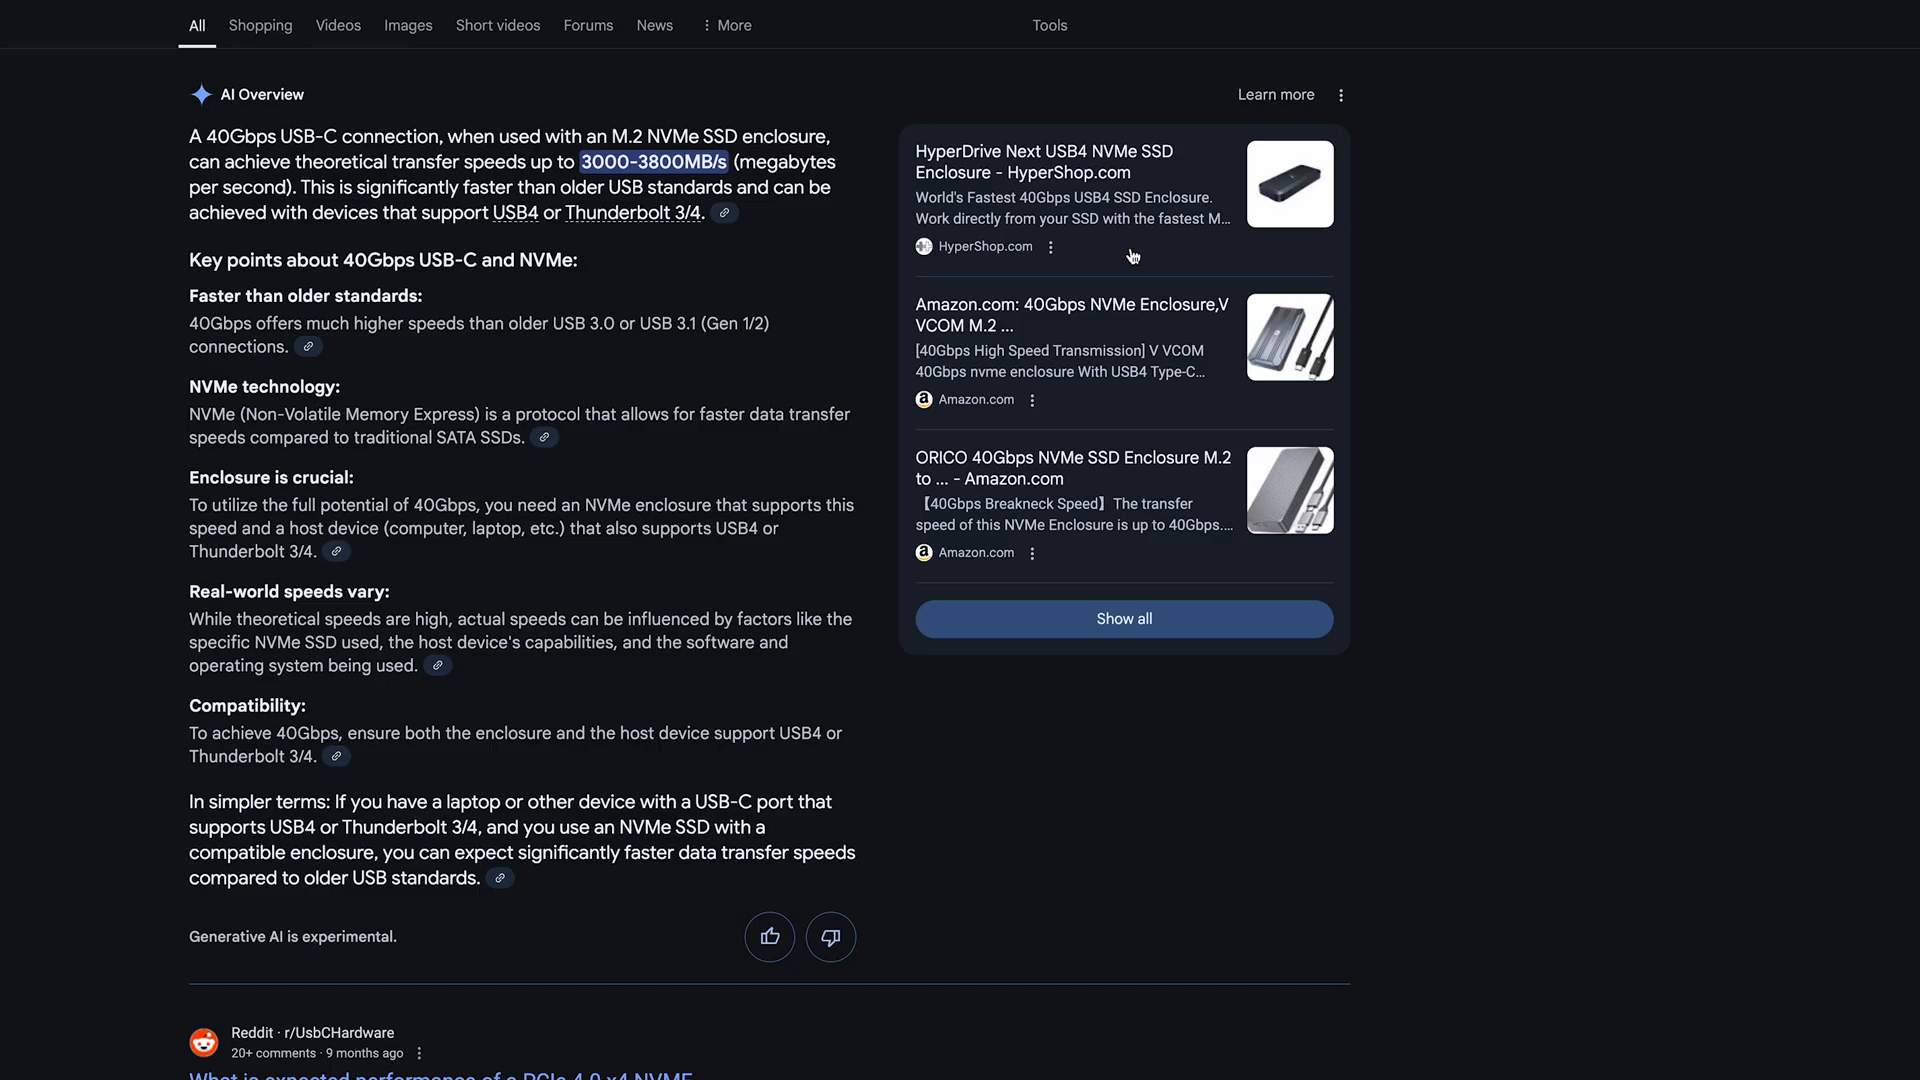 All
Shopping
Videos
Images
Short videos
Forums
News
More
Tools
AI Overview
Learn more
A 40Gbps USB-C connection, when used with an M.2 NVMe SSD enclosure,
can achieve theoretical transfer speeds up to 3000-3800MB/s (megabytes
per second). This is significantly faster than older USB standards and can be
achieved with devices that support USB4 or Thunderbolt 3/4.
Key points about 40Gbps USB-C and NVMe:
Faster than older standards:
40Gbps offers much higher speeds than older USB 3.0 or USB 3.1 (Gen 1/2)
connections.
NVMe technology:
NVMe (Non-Volatile Memory Express) is a protocol that allows for faster data transfer
speeds compared to traditional SATA SSDs.
Enclosure is crucial:
To utilize the full potential of 40Gbps, you need an NVMe enclosure that supports this
speed and a host device (computer, laptop, etc.) that also supports USB4 or
Thunderbolt 3/4.
Real-world speeds vary:
While theoretical speeds are high, actual speeds can be influenced by factors like the
specific NVMe SSD used, the host device's capabilities, and the software and
operating system being used.
Compatibility:
To achieve 40Gbps, ensure both the enclosure and the host device support USB4 or
Thunderbolt 3/4.
In simpler terms: If you have a laptop or other device with a USB-C port that
supports USB4 or Thunderbolt 3/4, and you use an NVMe SSD with a
compatible enclosure, you can expect significantly faster data transfer speeds
compared to older USB standards.
Generative AI is experimental.
HyperDrive Next USB4 NVMe SSD
Enclosure - HyperShop.com
World's Fastest 40Gbps USB4 SSD Enclosure.
Work directly from your SSD with the fastest M...
HyperShop.com
Amazon.com: 40Gbps NVMe Enclosure,V
VCOM M.2 ...
[40Gbps High Speed Transmission] V VCOM
40Gbps nvme enclosure With USB4 Type-C...
Amazon.com
ORICO 40Gbps NVMe SSD Enclosure M.2
to ... - Amazon.com
【40Gbps Breakneck Speed】The transfer
speed of this NVMe Enclosure is up to 40Gbps....
Amazon.com
Show all
Reddit · r/UsbCHardware
20+ comments · 9 months ago
What is expected performance of a PCIe 4.0 x4 NVME